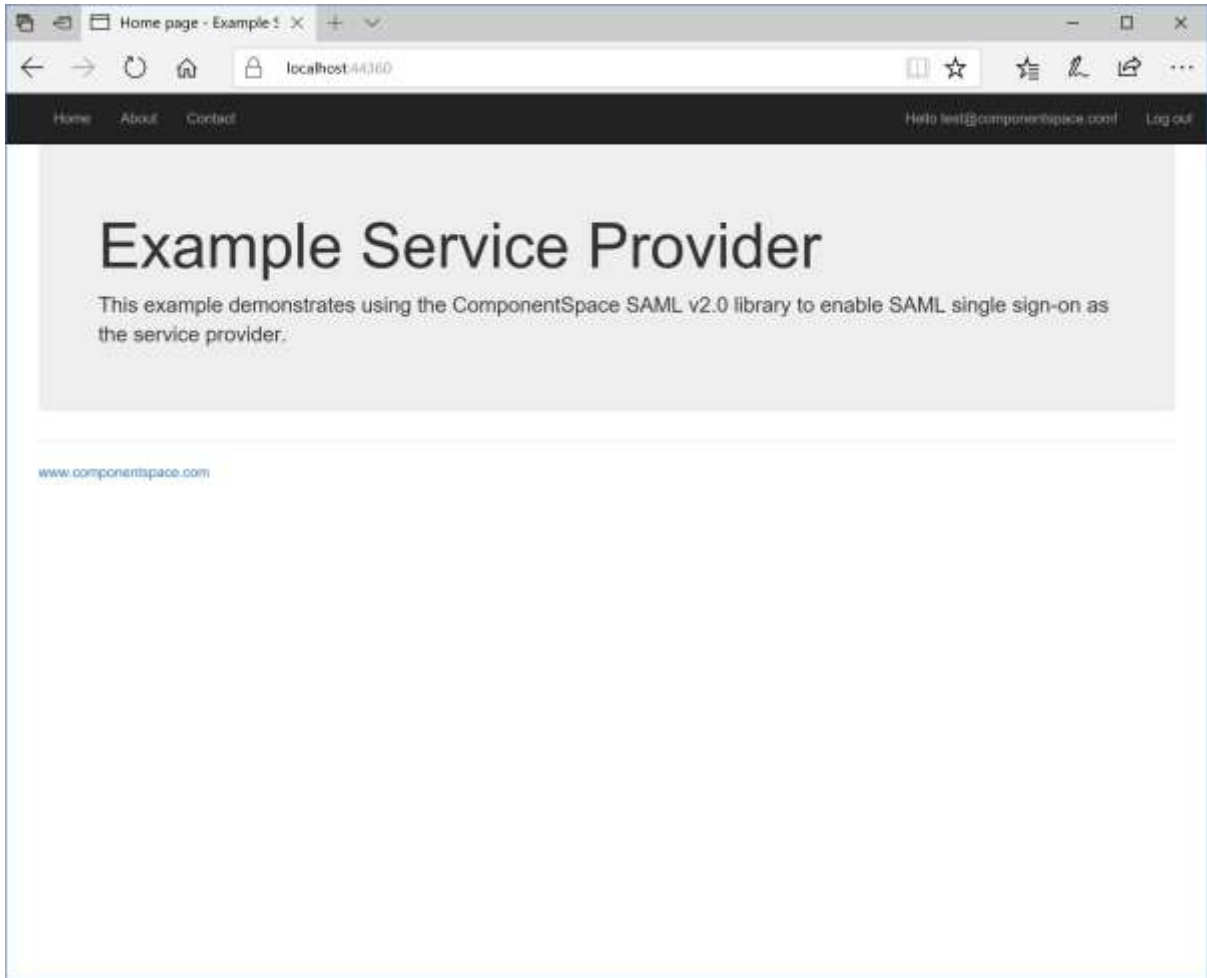 Home page - Example S
localhost:44360
Home About Contact Hello test@componentspace.com! Log out
Example Service Provider
This example demonstrates using the ComponentSpace SAML v2.0 library to enable SAML single sign-on as
the service provider.
www.componentspace.com